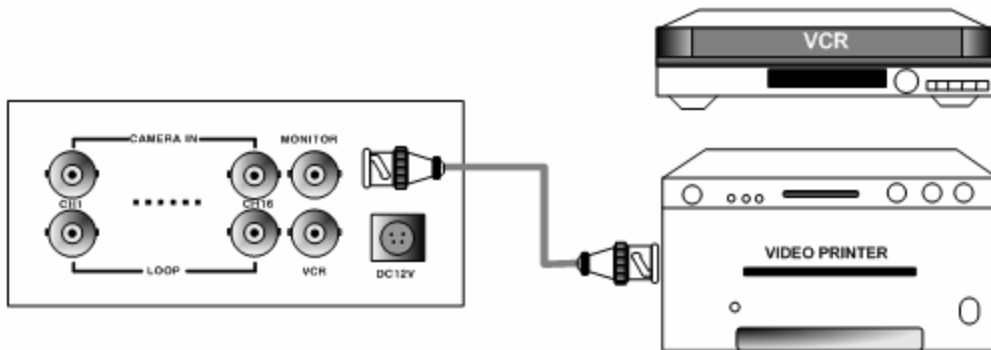 VCR
CAMERA IN
MONITOR
CH1
CH16
LOOP
VCR
DC12V
VIDEO PRINTER